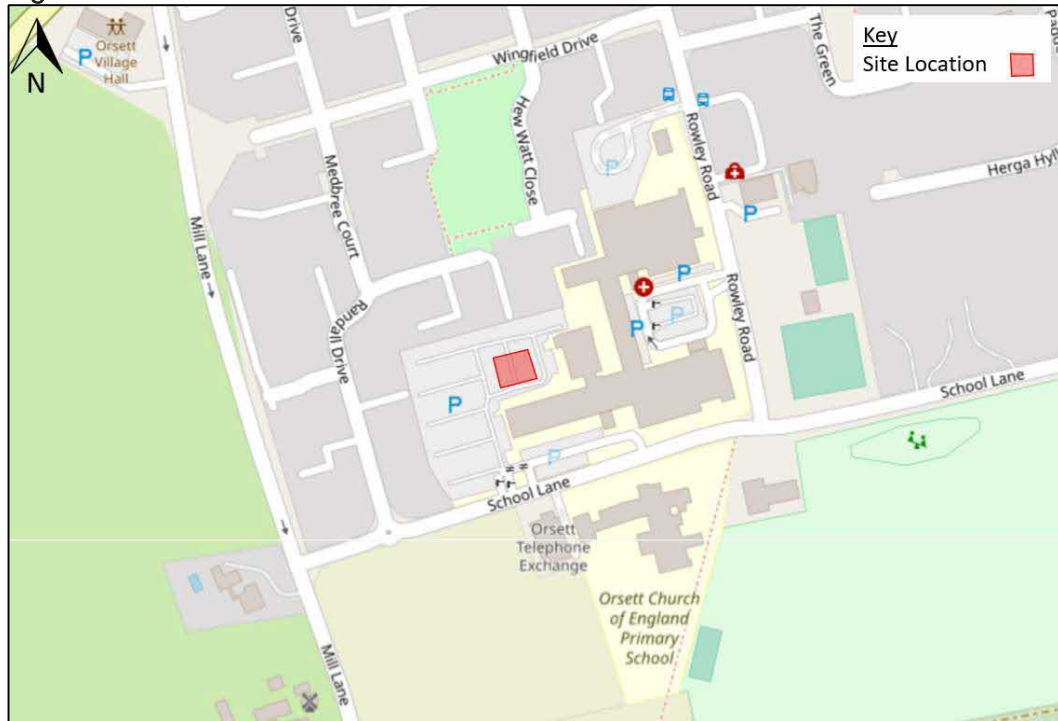 Drive
The Green
Key
Site Location
Orsett
Village
Hall
P
N
Wingfield Drive
Hew Watt Close
Rowley Road
P
Medbree Court
Herga Hyll
P
Mill Lane
P
Rowley Road
P
P
Randall Drive
School Lane
P
P
School Lane
Orsett
Telephone
Exchange
Orsett Church
of England
Primary
School
Mill Lane